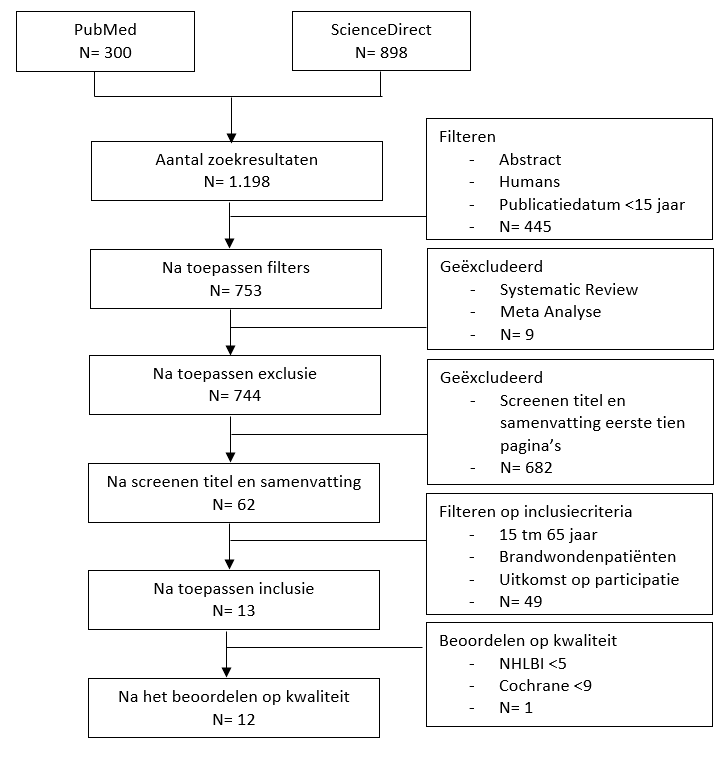 PubMed
N= 300
ScienceDirect
N= 898
Aantal zoekresultaten
N= 1.198
Filteren
- Abstract
- Humans
- Publicatiedatum <15 jaar
- N= 445
Na toepassen filters
N= 753
Geëxcludeerd
- Systematic Review
- Meta Analyse
- N= 9
Na toepassen exclusie
N= 744
Geëxcludeerd
- Screenen titel en
samenvatting eerste tien
pagina’s
- N= 682
Na screenen titel en samenvatting
N= 62
Filteren op inclusiecriteria
- 15 tm 65 jaar
- Brandwondenpatiënten
- Uitkomst op participatie
- N= 49
Na toepassen inclusie
N= 13
Beoordelen op kwaliteit
- NHLBI <5
- Cochrane <9
- N= 1
Na het beoordelen op kwaliteit
N= 12